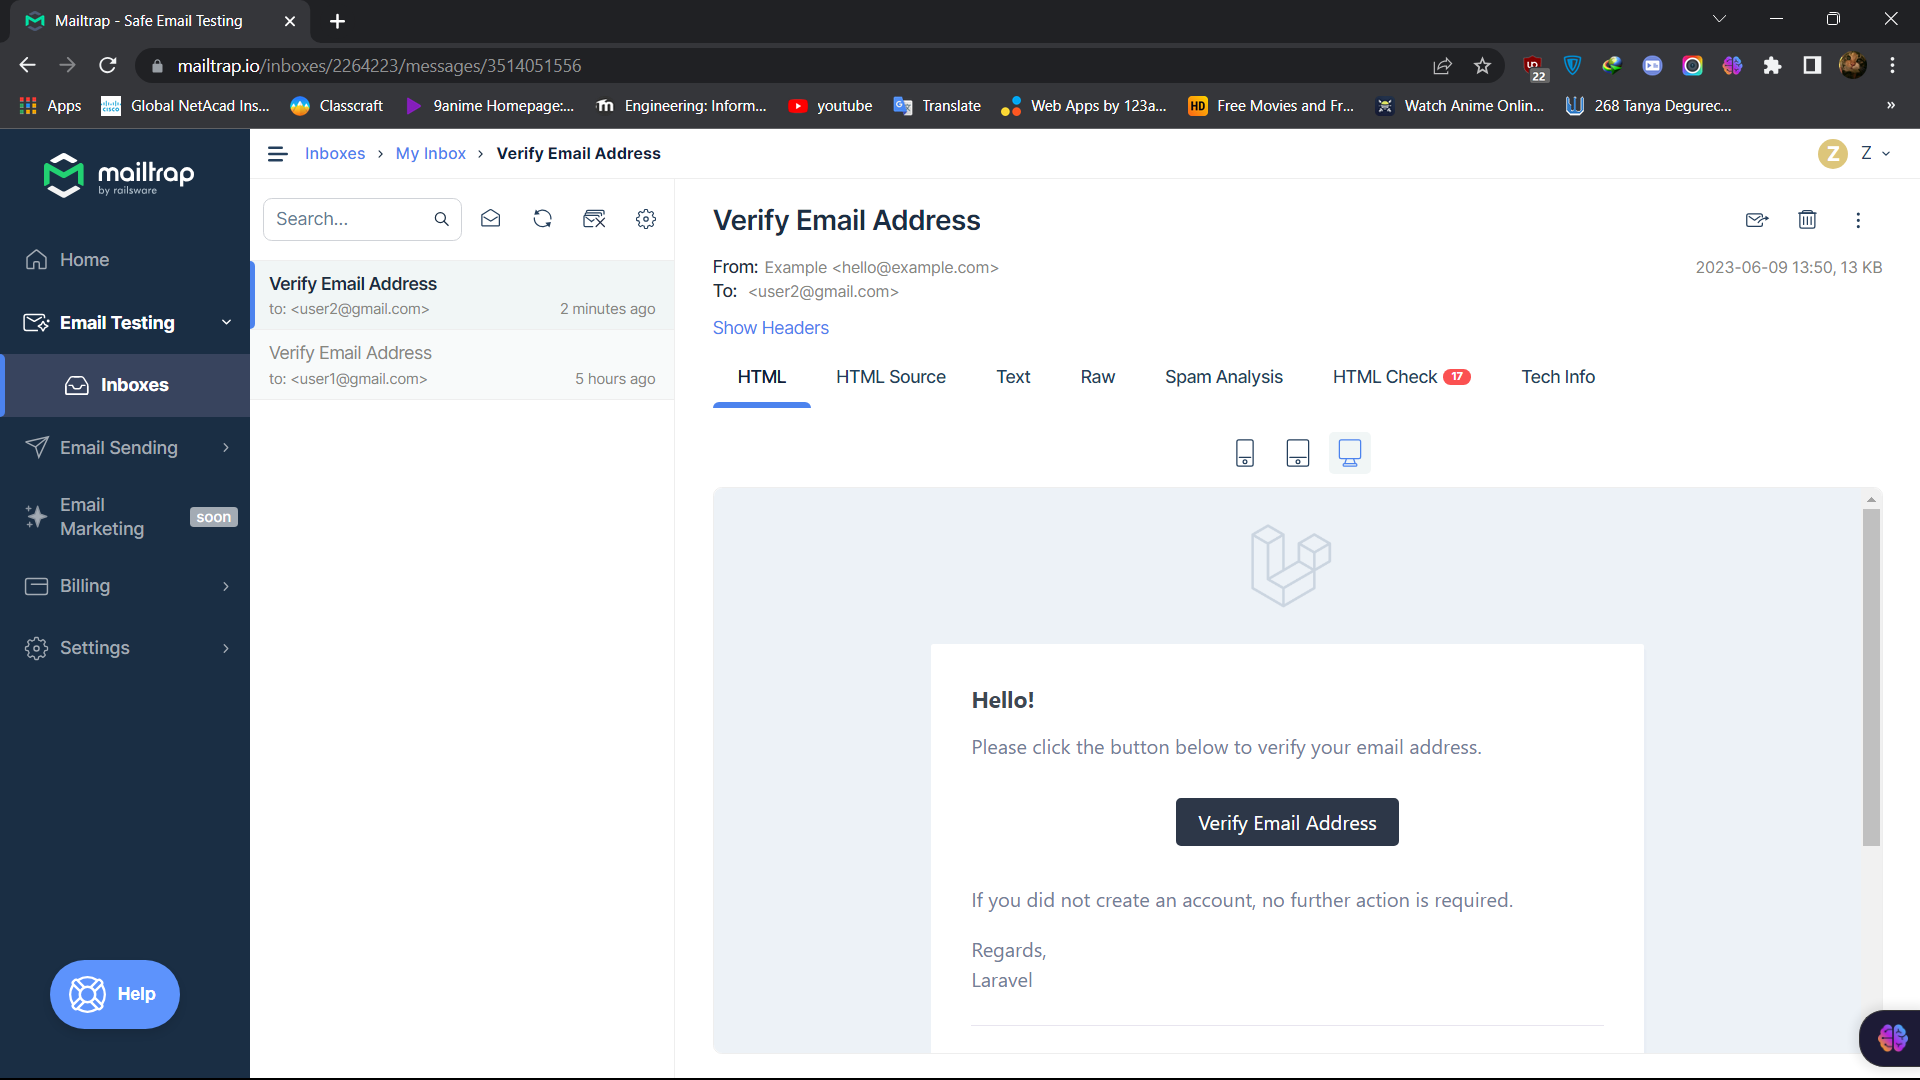 Mailtrap - Safe Email Testing
mailtrap.io/inboxes/2264223/messages/3514051556
22
Apps
Global NetAcad Ins...
Classcraft
9anime Homepage:...
Engineering: Inform...
youtube
Translate
Web Apps by 123a...
HD
Free Movies and Fr...
Watch Anime Onlin...
268 Tanya Degurec...
»
mailtrap
by railsware
Home
Email Testing
Inboxes
Email Sending
Email
Marketing
soon
Billing
Settings
Help
Inboxes › My Inbox › Verify Email Address
Z
Z
Search...
Verify Email Address
to: <user2@gmail.com> 2 minutes ago
Verify Email Address
to: <user1@gmail.com> 5 hours ago
Verify Email Address
From: Example <hello@example.com>
2023-06-09 13:50, 13 KB
To: <user2@gmail.com>
Show Headers
HTML
HTML Source
Text
Raw
Spam Analysis
HTML Check 17
Tech Info
Hello!
Please click the button below to verify your email address.
Verify Email Address
If you did not create an account, no further action is required.
Regards,
Laravel